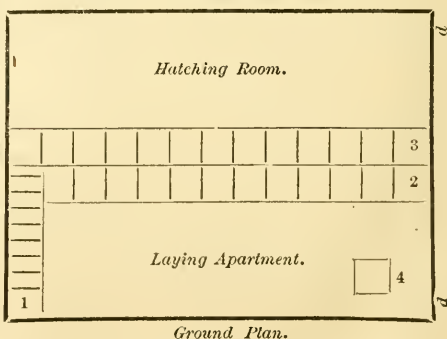 d
Hatching Room.
3
2
Laying Apartment.
4
1
d
Ground Plan.